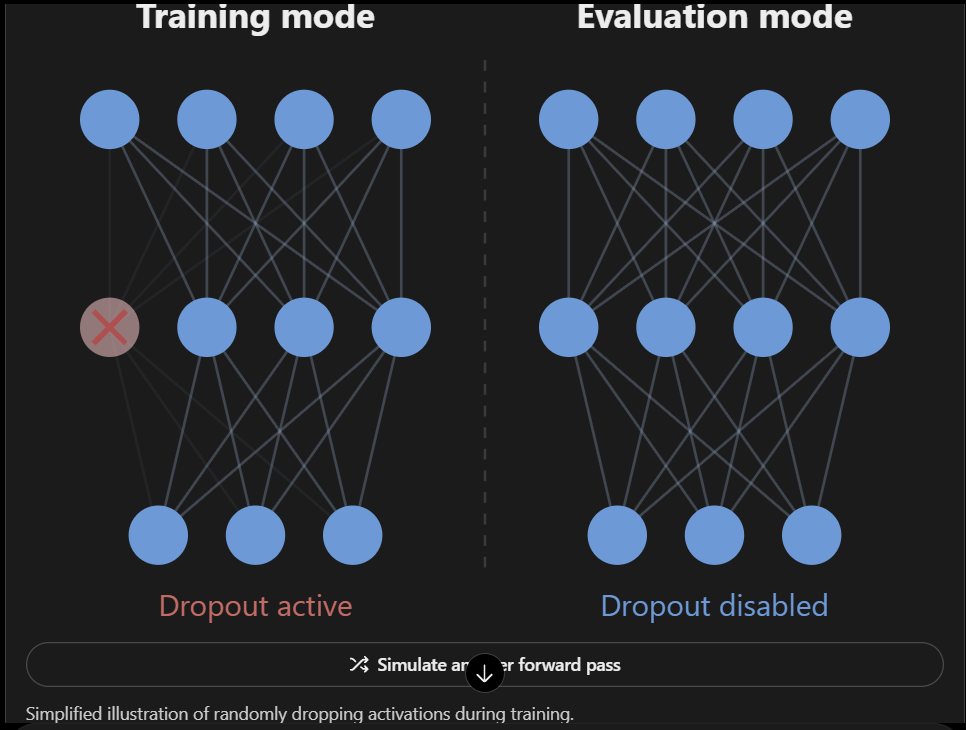 Training mode
Evaluation mode
Dropout active
Dropout disabled
Simulate forward pass
Simplified illustration of randomly dropping activations during training.